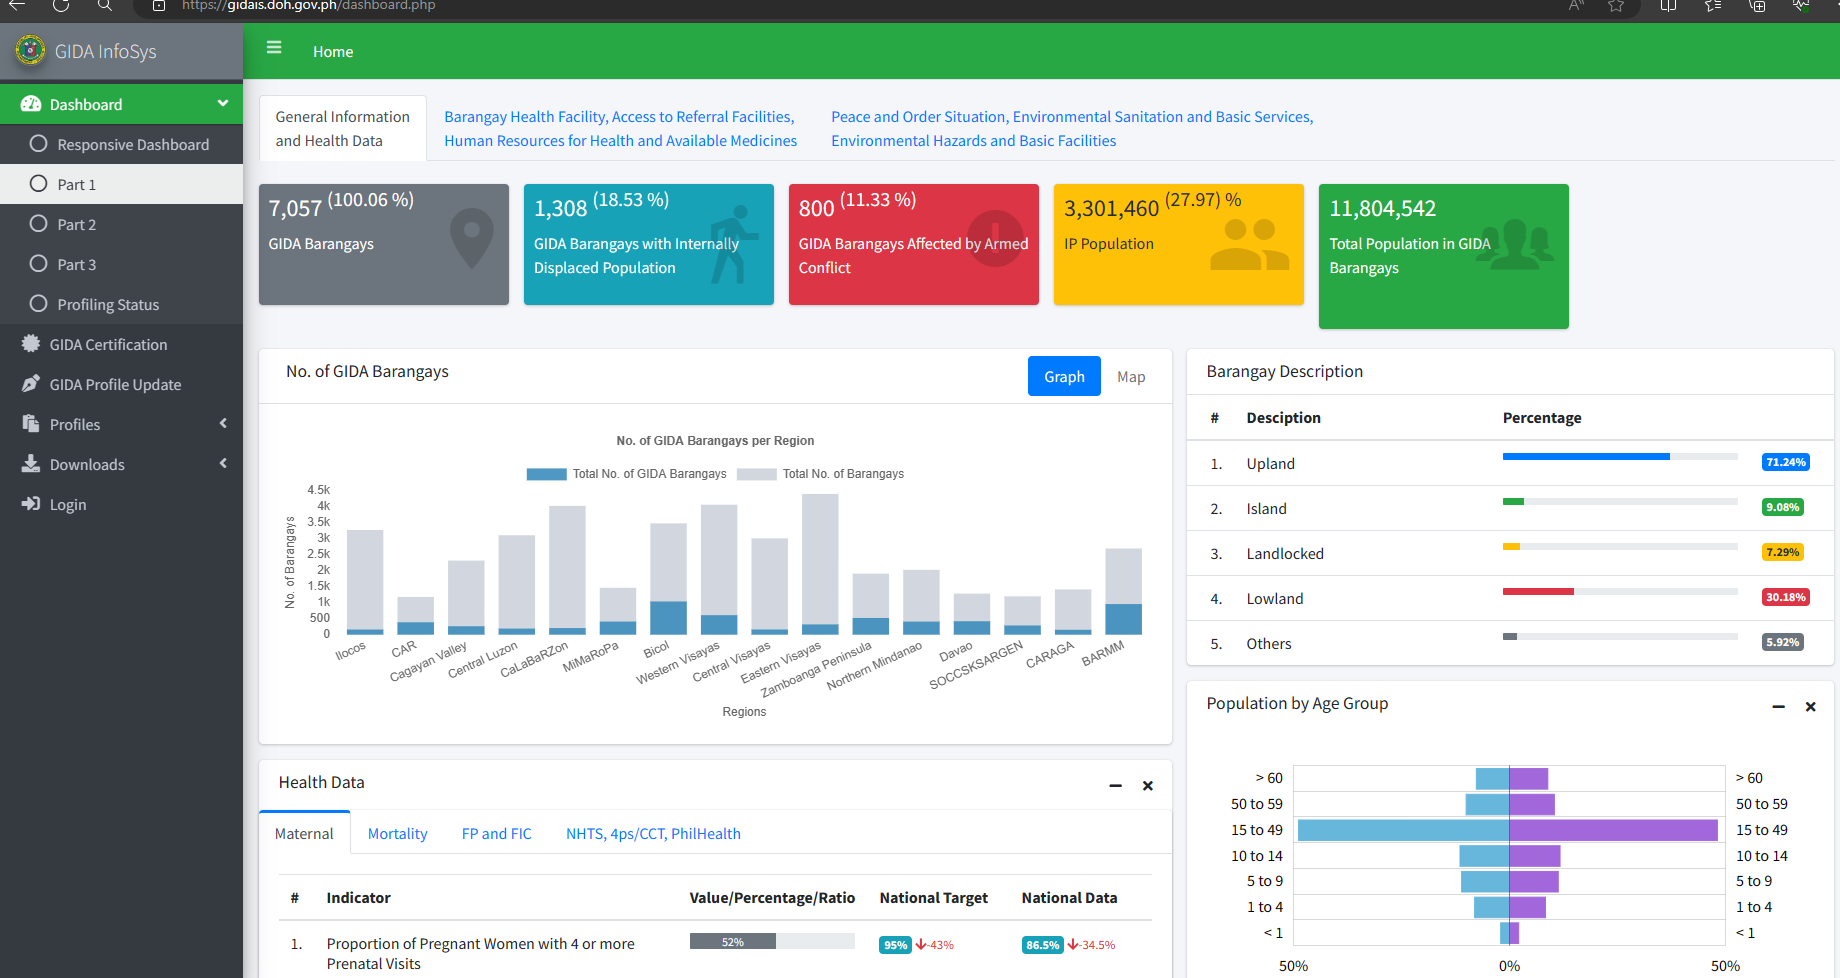 https://gidais.doh.gov.ph/dashboard.php
GIDA InfoSys
Home
Dashboard
Responsive Dashboard
Part 1
Part 2
Part 3
Profiling Status
GIDA Certification
GIDA Profile Update
Profiles
Downloads
Login
General Information
and Health Data
Barangay Health Facility, Access to Referral Facilities,
Human Resources for Health and Available Medicines
Peace and Order Situation, Environmental Sanitation and Basic Services,
Environmental Hazards and Basic Facilities
7,057 (100.06 %)
GIDA Barangays
1,308 (18.53 %)
GIDA Barangays with Internally
Displaced Population
800 (11.33 %)
GIDA Barangays Affected by Armed
Conflict
3,301,460 (27.97) %
IP Population
11,804,542
Total Population in GIDA
Barangays
No. of GIDA Barangays
Graph
Map
No. of GIDA Barangays per Region
Total No. of GIDA Barangays
Total No. of Barangays
4.5k
4k
3.5k
3k
2.5k
2k
1.5k
1k
500
0
No. of Barangays
Ilocos
CAR
Cagayan Valley
Central Luzon
CaLaBaRZon
MiMaRoPa
Bicol
Western Visayas
Central Visayas
Eastern Visayas
Zamboanga Peninsula
Northern Mindanao
Davao
SOCCSKSARGEN
CARAGA
BARMM
Regions
Barangay Description
# Desciption Percentage
1. Upland 71.24%
2. Island 9.08%
3. Landlocked 7.29%
4. Lowland 30.18%
5. Others 5.92%
Population by Age Group
> 60 > 60
50 to 59 50 to 59
15 to 49 15 to 49
10 to 14 10 to 14
5 to 9 5 to 9
1 to 4 1 to 4
< 1 < 1
50% 0% 50%
Health Data
Maternal
Mortality
FP and FIC
NHTS, 4ps/CCT, PhilHealth
# Indicator Value/Percentage/Ratio National Target National Data
1. Proportion of Pregnant Women with 4 or more 52% 95% -43% 86.5% -34.5%
Prenatal Visits